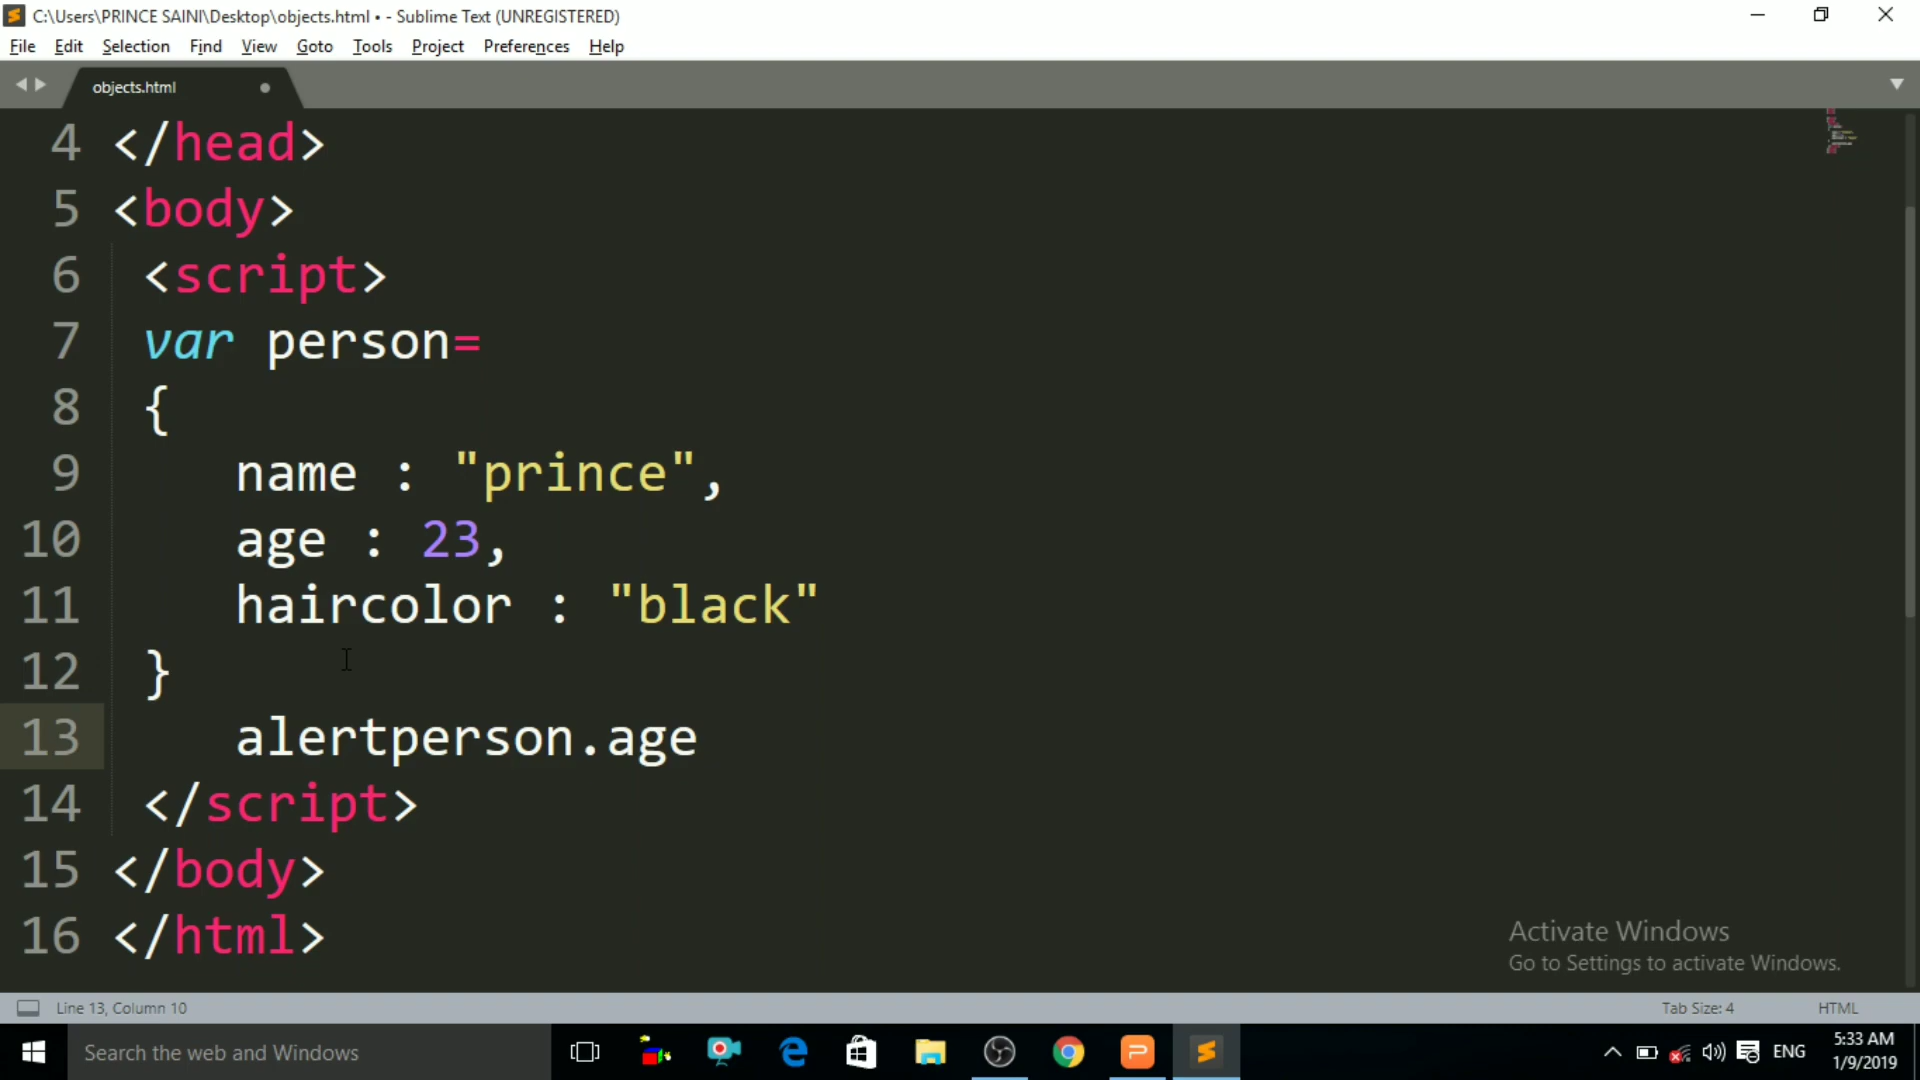 C:\Users\PRINCE SAINI\Desktop\objects.html • - Sublime Text (UNREGISTERED)
File Edit Selection Find View Goto Tools Project Preferences Help
objects.html
4 </head>
5 <body>
6 <script>
7 var person=
8 {
9 name : "prince",
10 age : 23,
11 haircolor : "black"
12 }
13 alertperson.age
14 </script>
15 </body>
16 </html>
Activate Windows
Go to Settings to activate Windows.
Line 13, Column 10 Tab Size: 4 HTML
Search the web and Windows
ENG
5:33 AM
1/9/2019